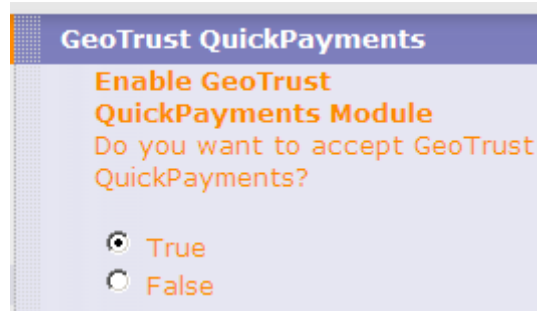 GeoTrust QuickPayments
Enable GeoTrust
QuickPayments Module
Do you want to accept GeoTrust
QuickPayments?
True
False